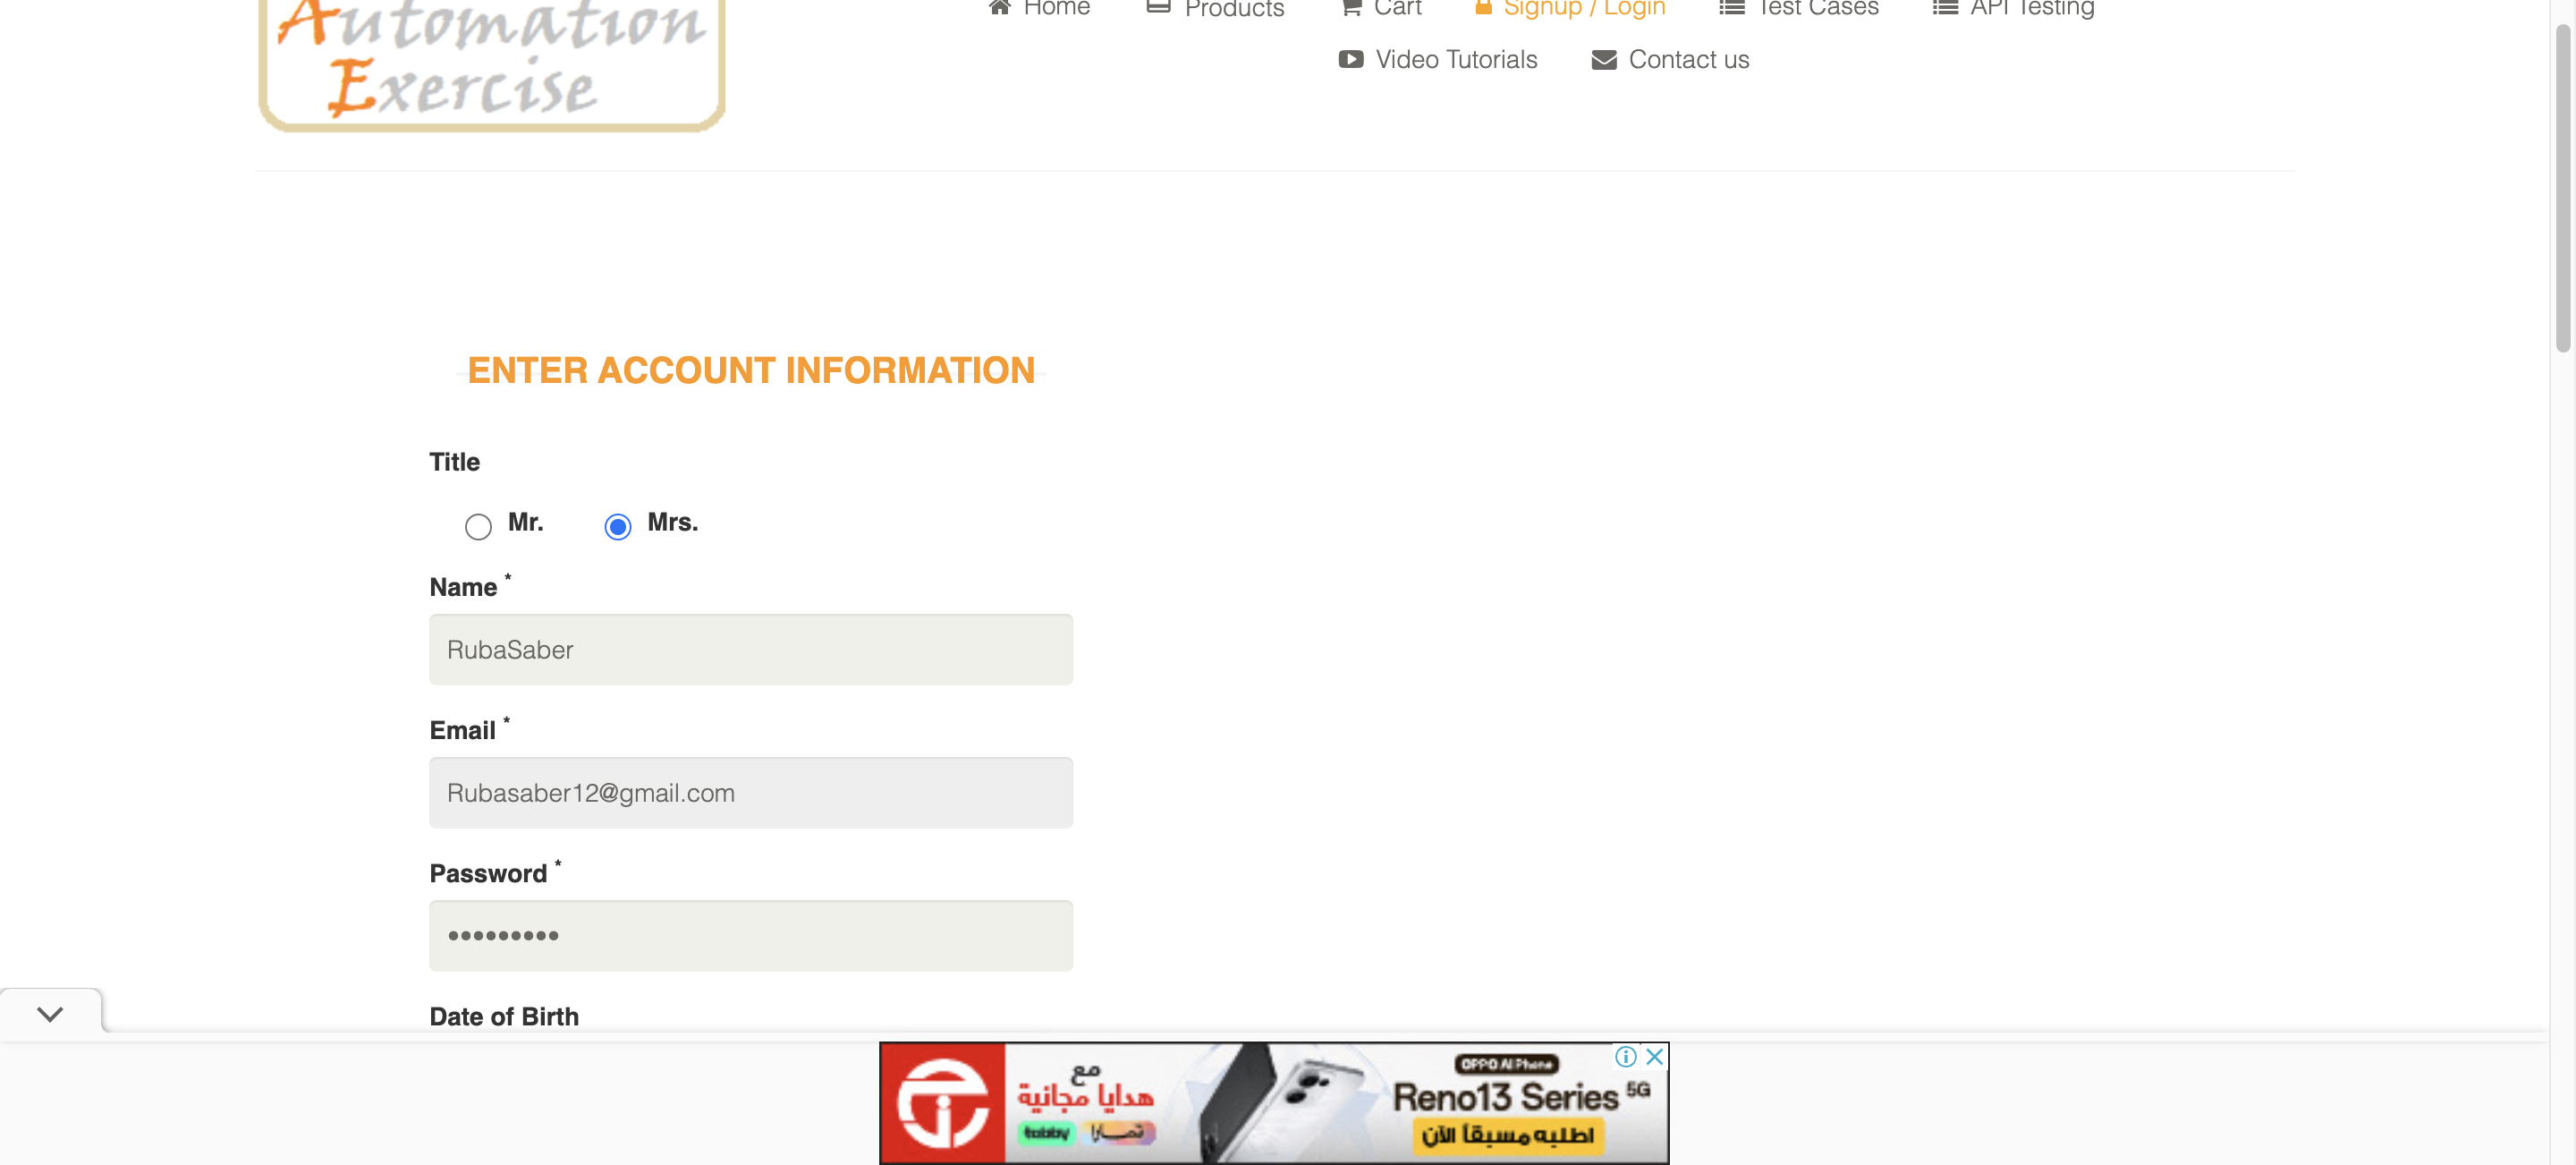 Automation
Exercise
Home
Products
Cart
Signup / Login
Test Cases
API Testing
Video Tutorials
Contact us
ENTER ACCOUNT INFORMATION
Title
Mr.
Mrs.
Name *
RubaSaber
Email *
Rubasaber12@gmail.com
Password *
•••••••••
Date of Birth
مع
هدايا مجانية
tabby
تمارا
OPPO AI Phone
Reno13 Series 5G
اطلبه مسبقاً الآن